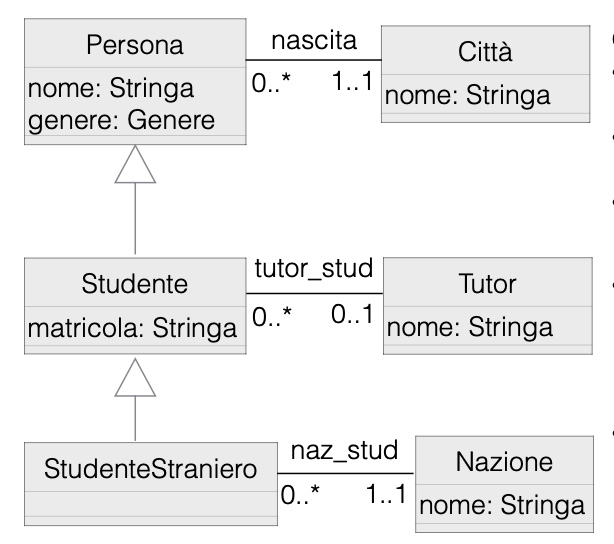 Persona
nascita
Città
nome: Stringa
genere: Genere
0..*
1..1
nome: Stringa
Studente
tutor_stud
Tutor
matricola: Stringa
0..*
0..1
nome: Stringa
StudenteStraniero
naz_stud
Nazione
0..*
1..1
nome: Stringa